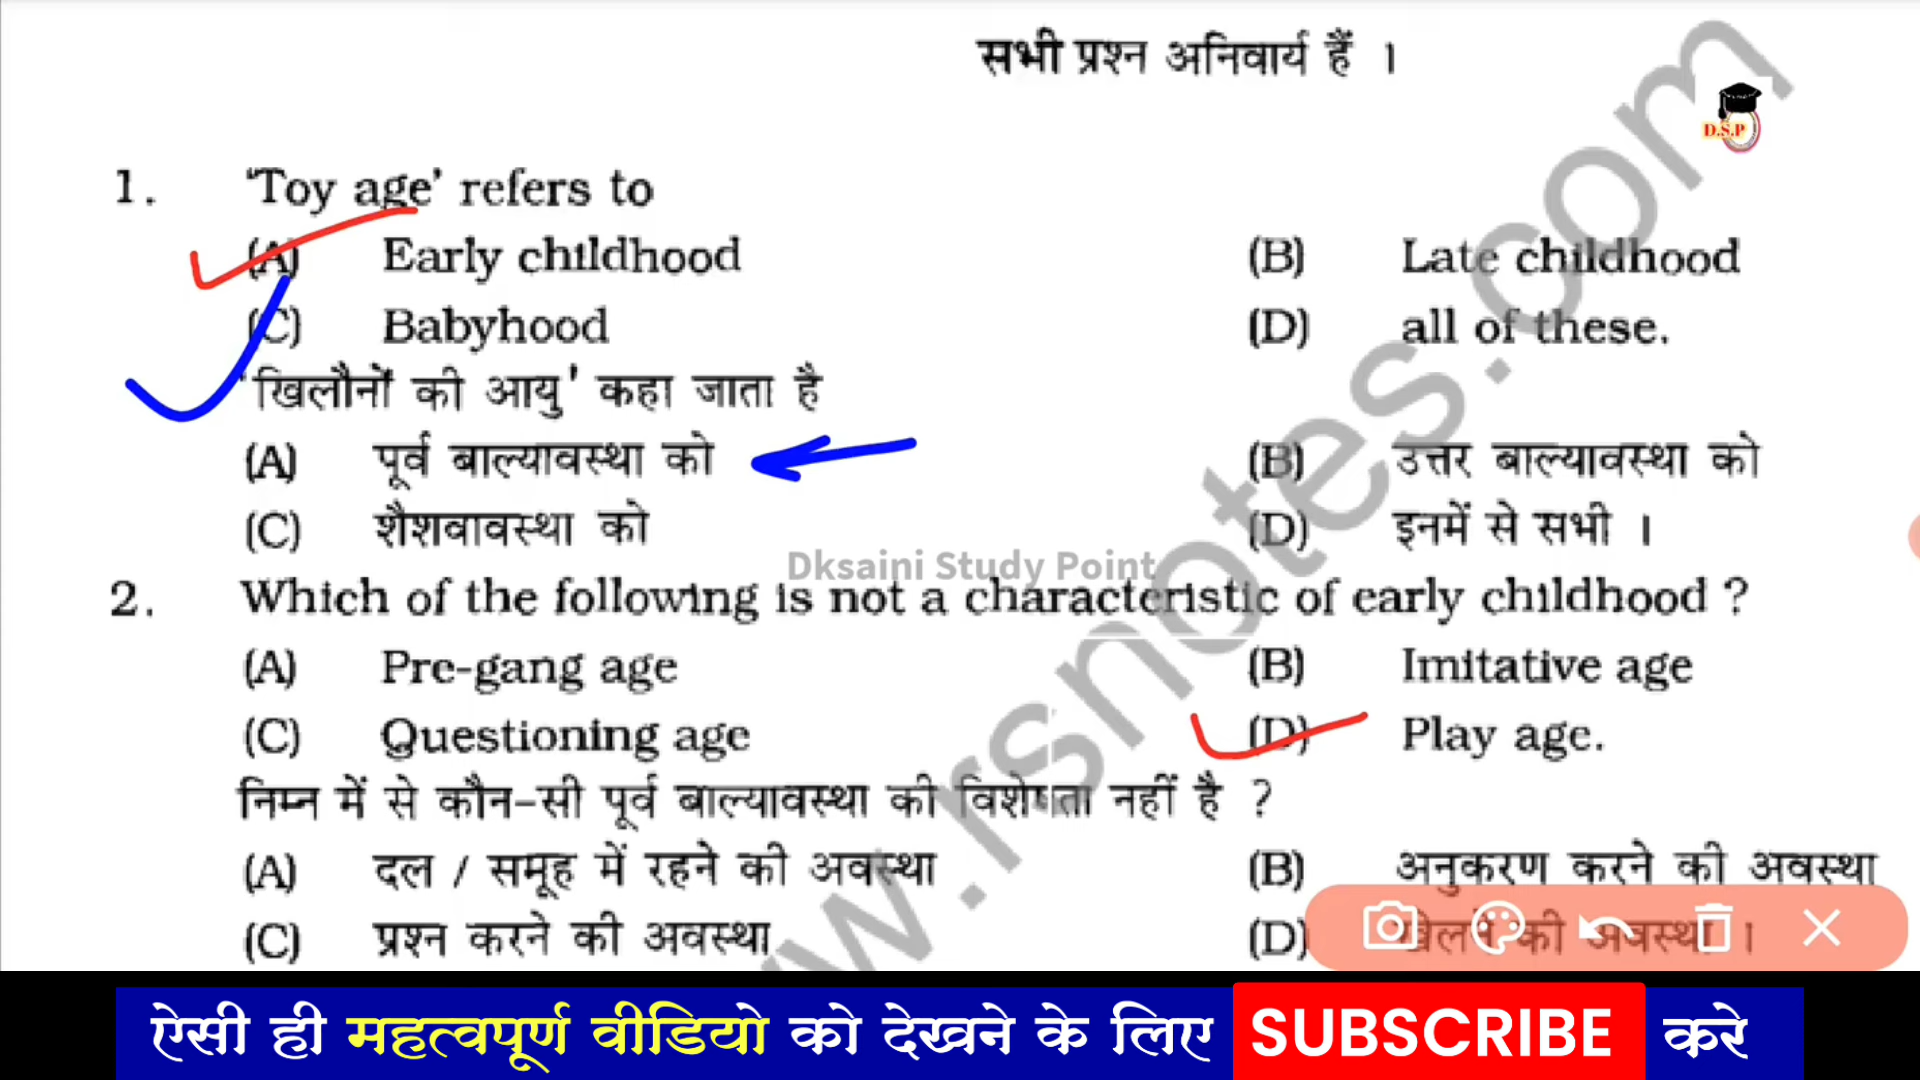 सभी प्रश्न अनिवार्य हैं ।
D.S.P
1. 'Toy age' refers to
(A) Early childhood (B) Late childhood
(C) Babyhood (D) all of these.
'खिलौनों की आयु' कहा जाता है
(A) पूर्व बाल्यावस्था को (B) उत्तर बाल्यावस्था को
(C) शैशवावस्था को (D) इनमें से सभी ।
Dksaini Study Point
2. Which of the following is not a characteristic of early childhood ?
(A) Pre-gang age (B) Imitative age
(C) Questioning age (D) Play age.
निम्न में से कौन-सी पूर्व बाल्यावस्था की विशेषता नहीं है ?
(A) दल / समूह में रहने की अवस्था (B) अनुकरण करने की अवस्था
(C) प्रश्न करने की अवस्था (D) खेलने की अवस्था ।
w.rsnotes.com
ऐसी ही महत्वपूर्ण वीडियो को देखने के लिए SUBSCRIBE करे